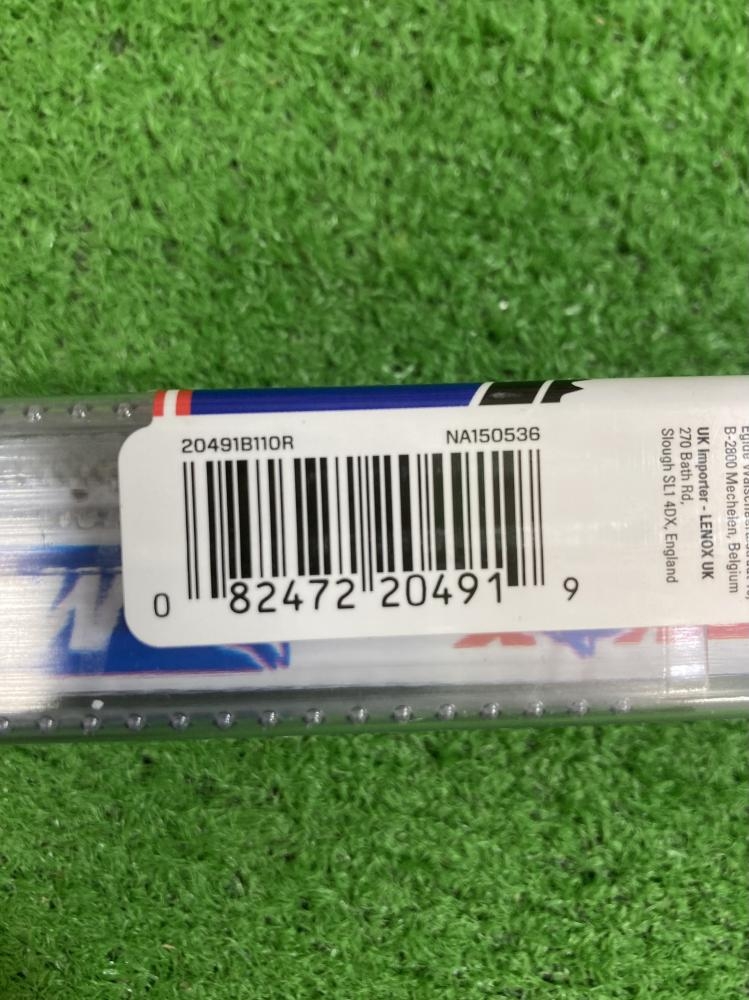 20491B110R NA150536
0 82472 20491 9
B-2800 Mechelen, Belgium
UK Importer - LENOX UK
270 Bath Rd,
Slough SL1 4DX, England